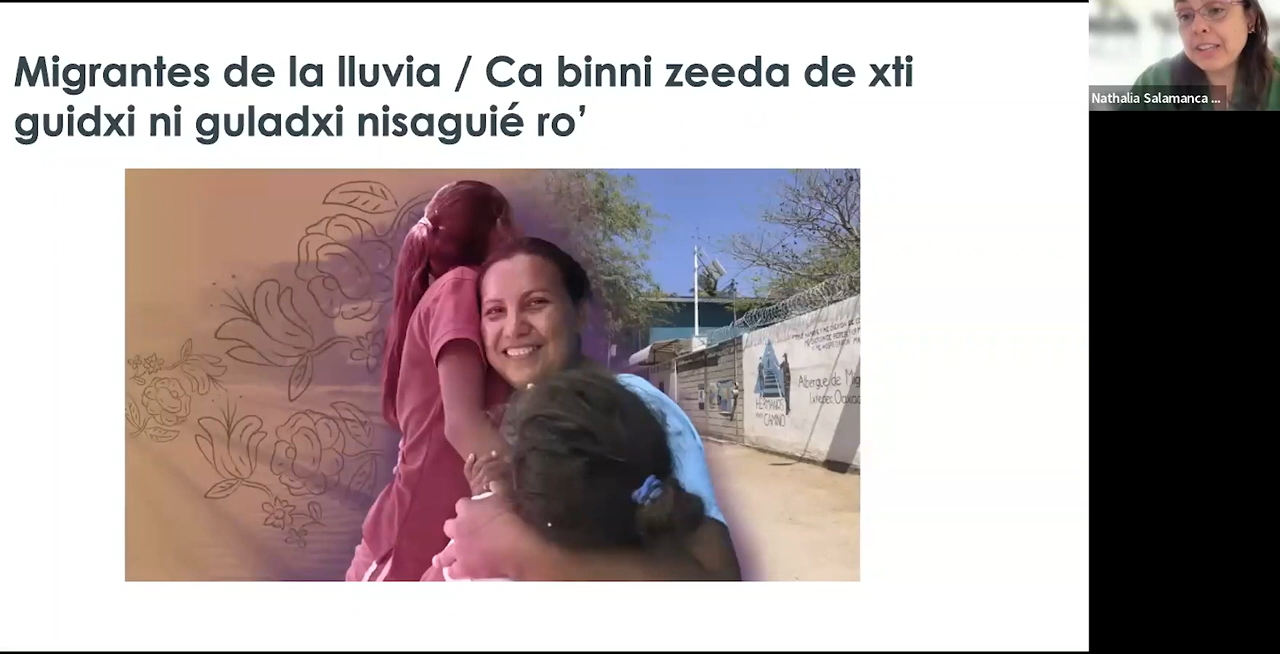 Migrantes de la lluvia / Ca binni zeeda de xti
guidxi ni guladxi nisaguié ro’
Nathalia Salamanca ...
HERMANOS
CAMINO
Albergue de Mig
Ixtepec Oaxac